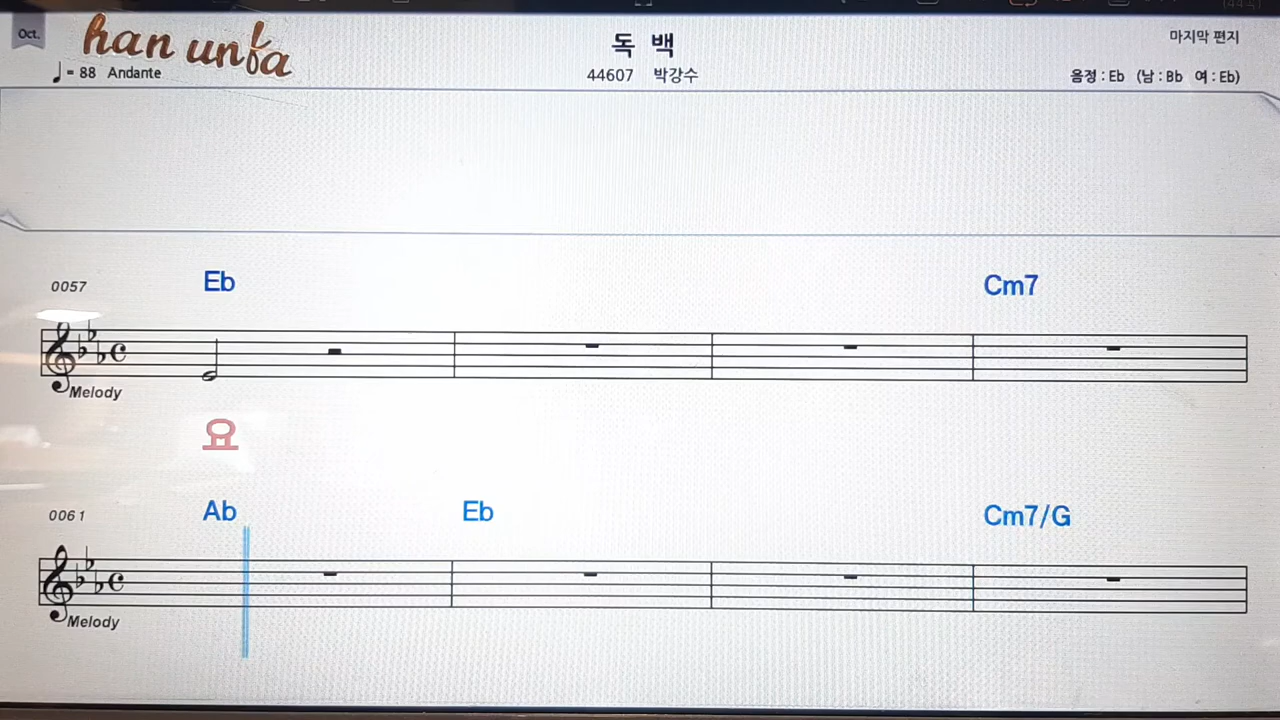 Oct.
han unfa
독 백
마지막 편지
♩= 88 Andante
44607 박강수
음정 : Eb (남 : Bb 여 : Eb)
0057 Eb Cm7
Melody
요
0061 Ab Eb Cm7/G
Melody